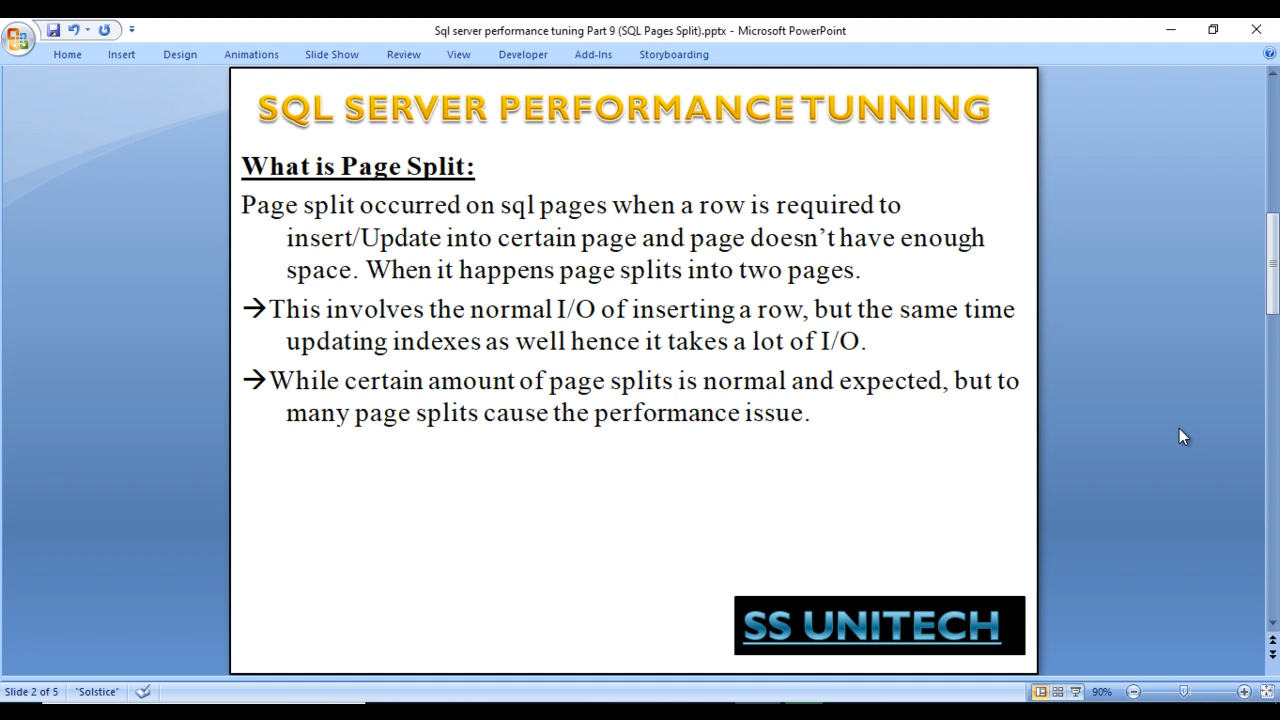 Sql server performance tuning Part 9 (SQL Pages Split).pptx - Microsoft PowerPoint
Home Insert Design Animations Slide Show Review View Developer Add-Ins Storyboarding
SQL SERVER PERFORMANCE TUNNING
What is Page Split:
Page split occurred on sql pages when a row is required to
insert/Update into certain page and page doesn’t have enough
space. When it happens page splits into two pages.
→This involves the normal I/O of inserting a row, but the same time
updating indexes as well hence it takes a lot of I/O.
→While certain amount of page splits is normal and expected, but to
many page splits cause the performance issue.
SS UNITECH
Slide 2 of 5 "Solstice" 90%